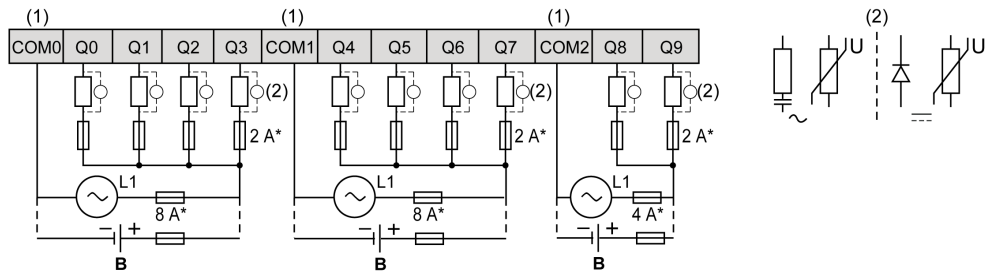 (1) (1) (1) (2)
COM0 Q0 Q1 Q2 Q3 COM1 Q4 Q5 Q6 Q7 COM2 Q8 Q9
U U
(2) (2) (2)
2 A* 2 A* 2 A*
L1 L1 L1
8 A* 8 A* 4 A*
− + − + − +
B B B